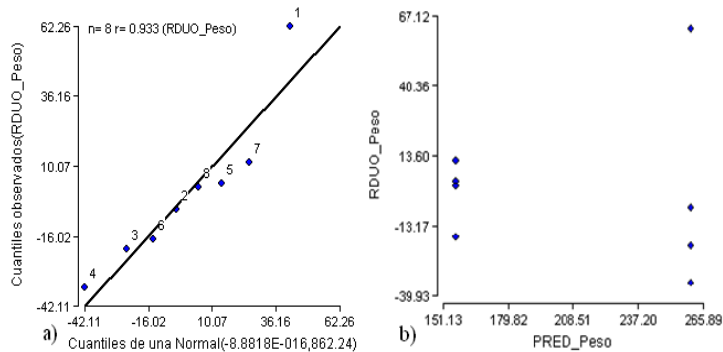 n= 8 r= 0.933 (RDUO_Peso)
Cuantiles observados(RDUO_Peso)
62.26
36.16
10.07
-16.02
-42.11
1
7
5
8
2
6
3
4
-42.11 -16.02 10.07 36.16 62.26
a) Cuantiles de una Normal(-8.8818E-016,862.24)
RDUO_Peso
67.12
40.36
13.60
-13.17
-39.93
151.13 179.82 208.51 237.20 265.89
b) PRED_Peso